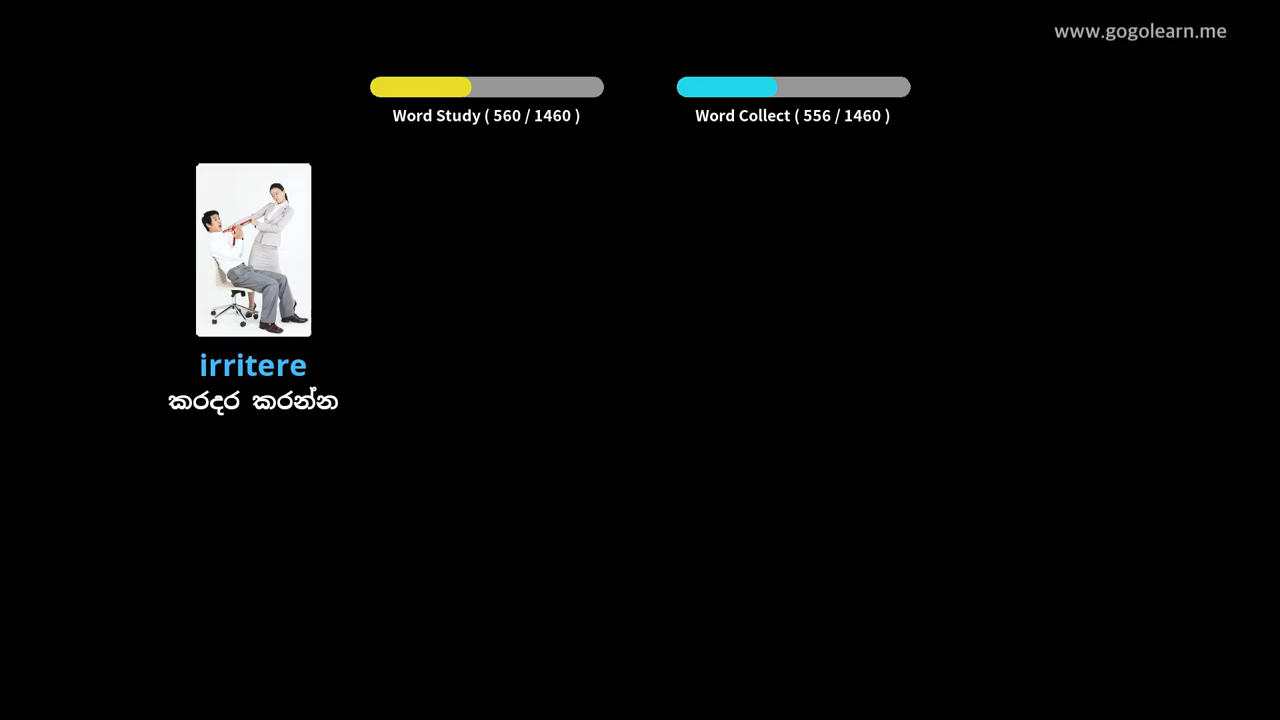 www.gogolearn.me
Word Study ( 560 / 1460 )
Word Collect ( 556 / 1460 )
irritere
කරදර කරන්න